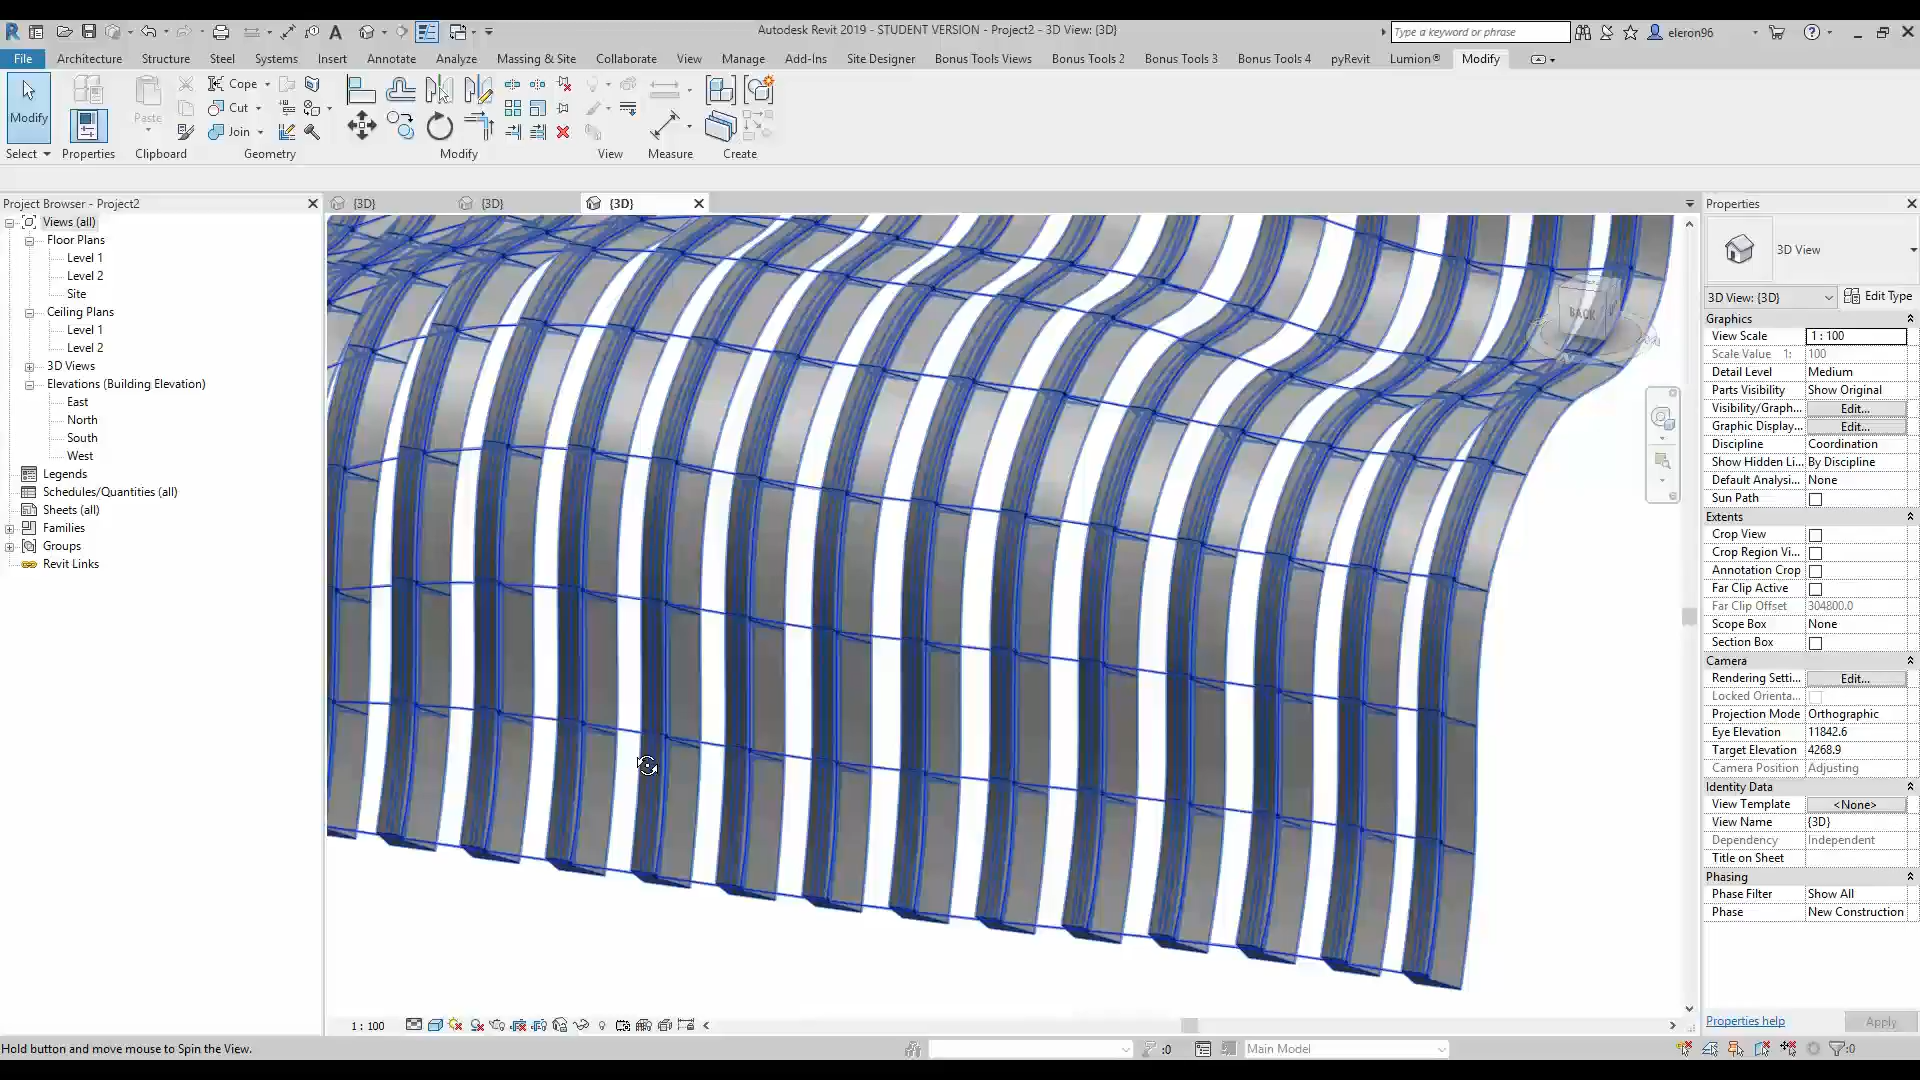 Autodesk Revit 2019 - STUDENT VERSION - Project2 - 3D View: {3D}
Type a keyword or phrase
eleron96
File Architecture Structure Steel Systems Insert Annotate Analyze Massing & Site Collaborate View Manage Add-Ins Site Designer Bonus Tools Views Bonus Tools 2 Bonus Tools 3 Bonus Tools 4 pyRevit Lumion® Modify
Modify
Paste
Cope
Cut
Join
Select Properties Clipboard Geometry Modify View Measure Create
Project Browser - Project2
{3D} {3D} {3D}
Views (all)
Floor Plans
Level 1
Level 2
Site
Ceiling Plans
Level 1
Level 2
3D Views
Elevations (Building Elevation)
East
North
South
West
Legends
Schedules/Quantities (all)
Sheets (all)
Families
Groups
Revit Links
BACK
Properties
3D View
3D View: {3D} Edit Type
Graphics
View Scale 1 : 100
Scale Value 1: 100
Detail Level Medium
Parts Visibility Show Original
Visibility/Graph... Edit...
Graphic Display... Edit...
Discipline Coordination
Show Hidden Li... By Discipline
Default Analysi... None
Sun Path
Extents
Crop View
Crop Region Vi...
Annotation Crop
Far Clip Active
Far Clip Offset 304800.0
Scope Box None
Section Box
Camera
Rendering Setti... Edit...
Locked Orienta...
Projection Mode Orthographic
Eye Elevation 11842.6
Target Elevation 4268.9
Camera Position Adjusting
Identity Data
View Template <None>
View Name {3D}
Dependency Independent
Title on Sheet
Phasing
Phase Filter Show All
Phase New Construction
Properties help Apply
1 : 100
Hold button and move mouse to Spin the View.
:0
Main Model
:0